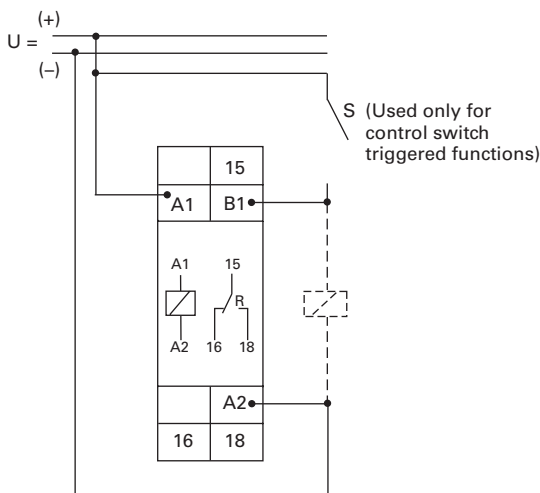 (+)
U =
(–)
S (Used only for
control switch
triggered functions)
15
A1 B1
A1 15
R
A2 16 18
A2
16 18